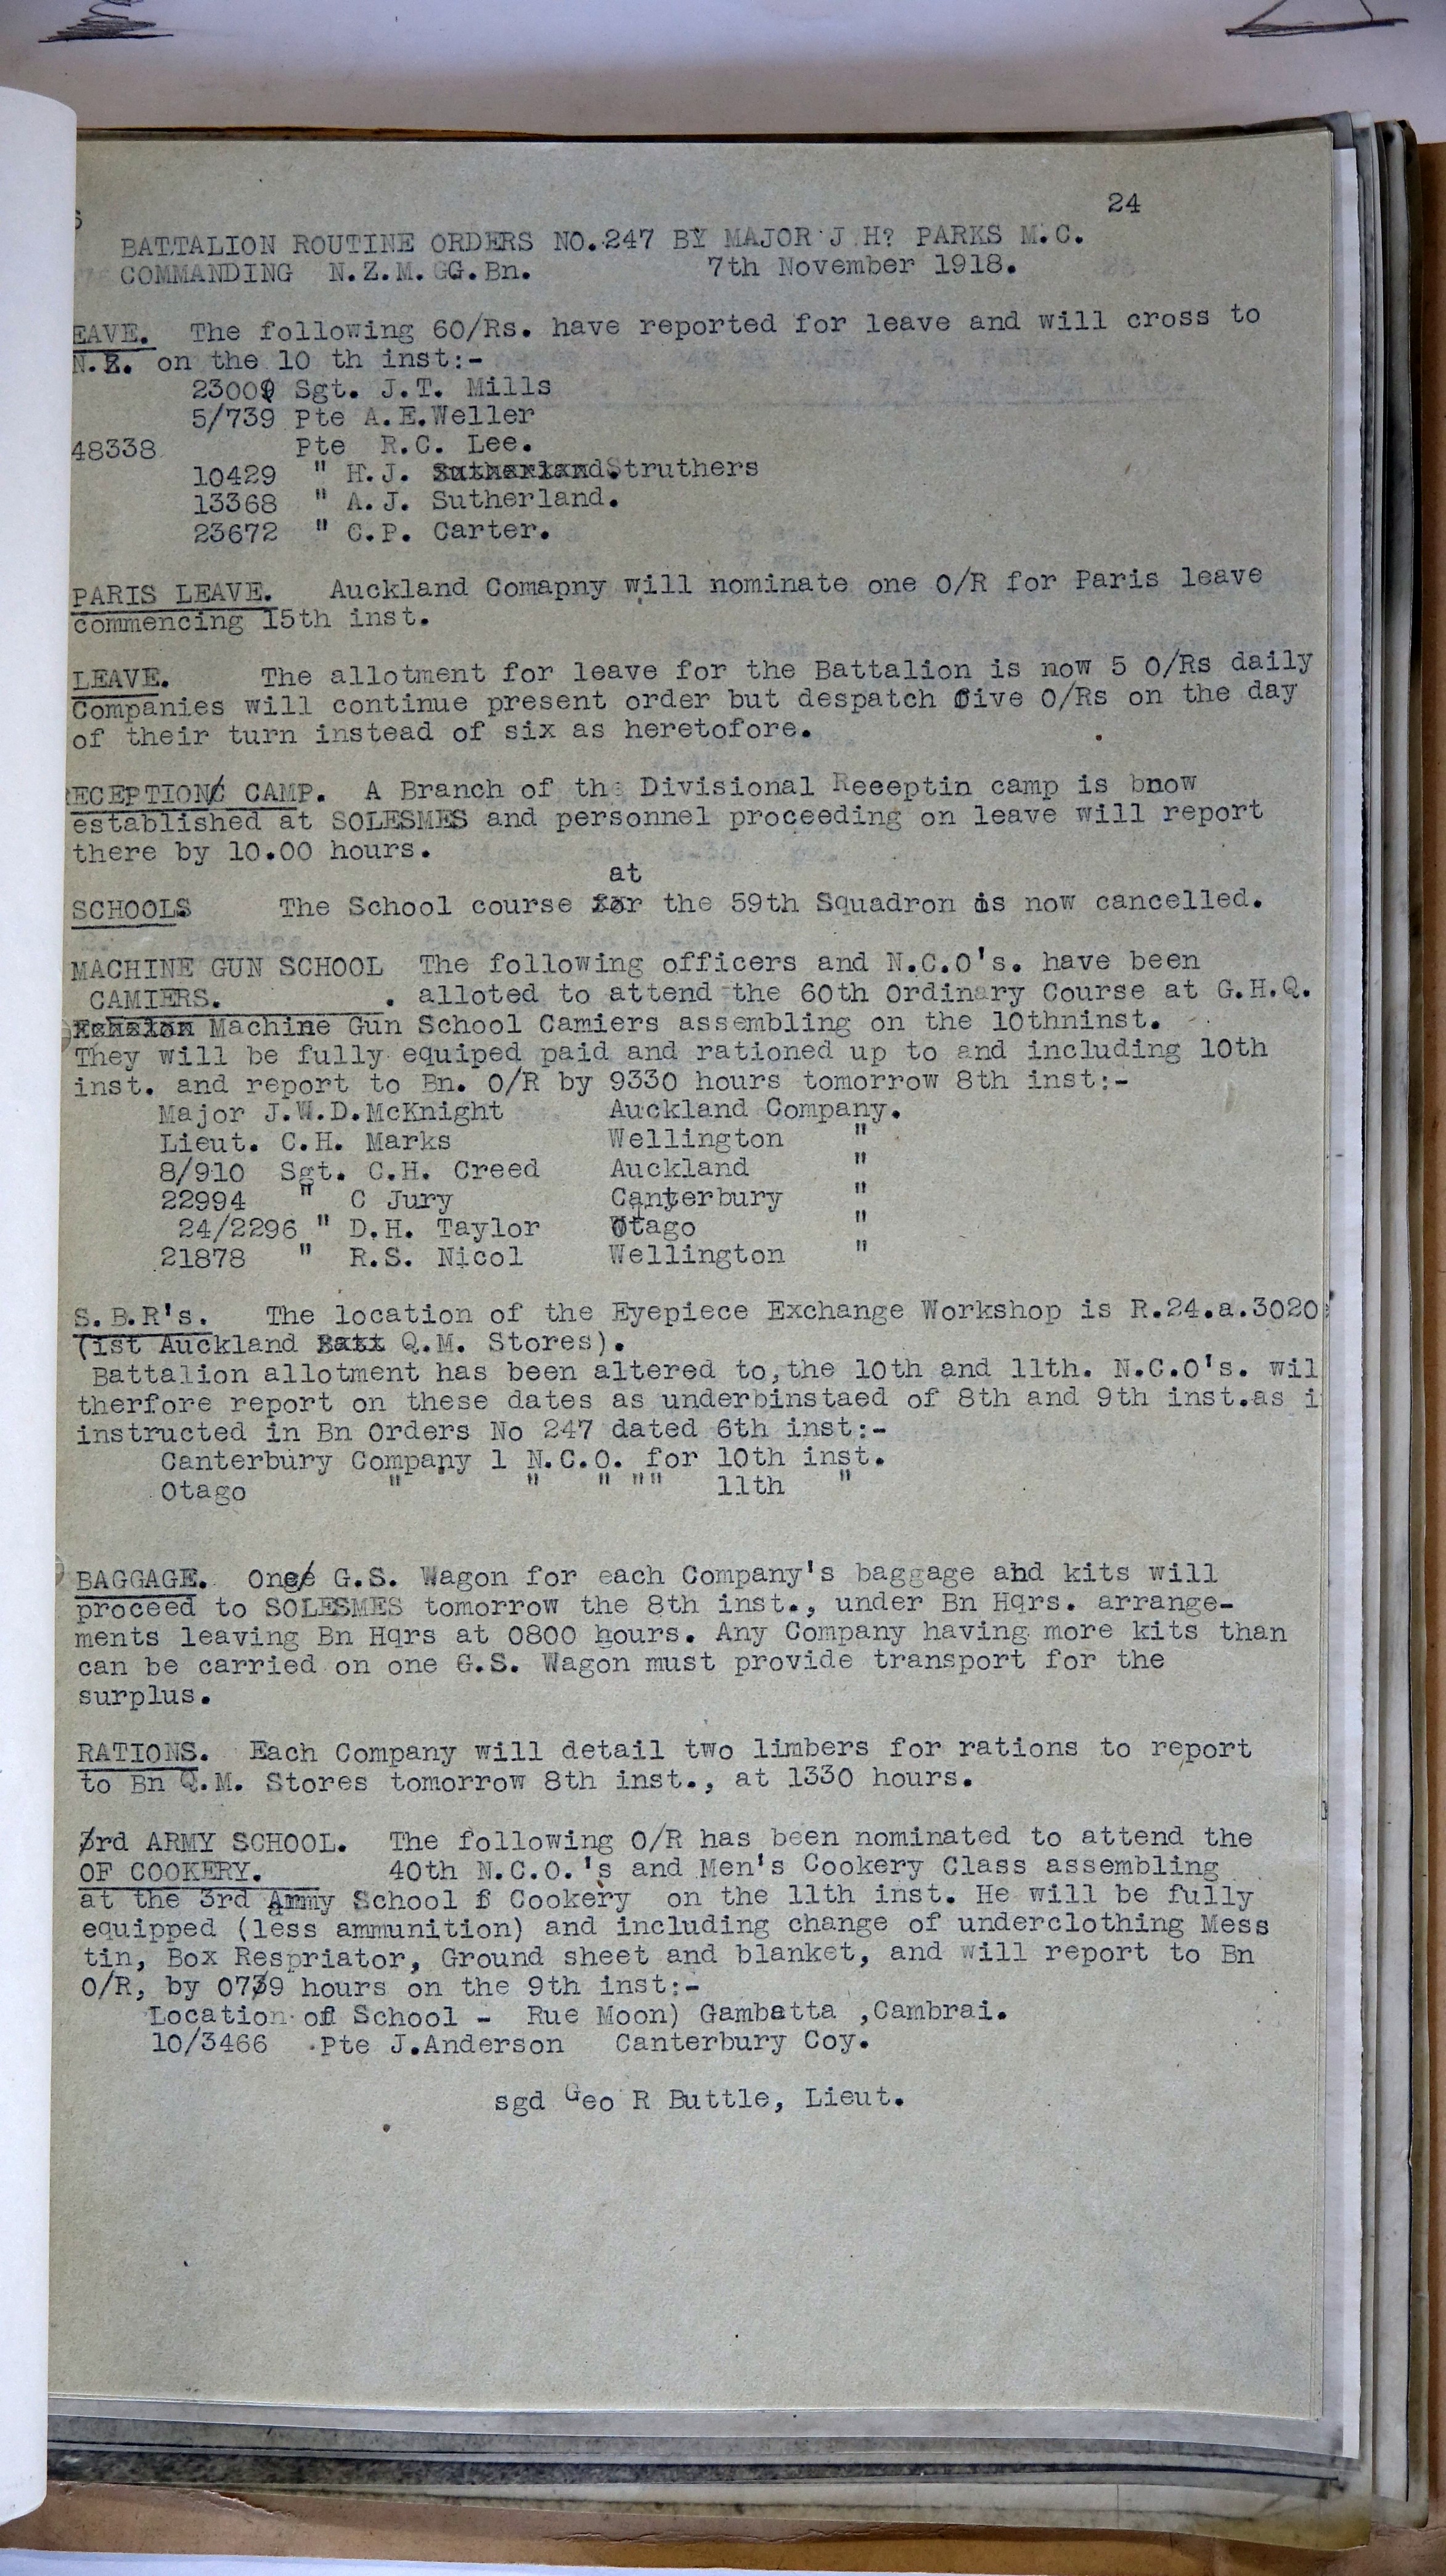 24
BATTALION ROUTINE ORDERS NO.247 BY MAJOR J H? PARKS M.C.
COMMANDING N.Z.M.GG.Bn. 7th November 1918.
EAVE. The following 60/Rs. have reported for leave and will cross to
N.Z. on the 10 th inst:-
23009 Sgt. J.T. Mills
5/739 Pte A.E.Weller
48338 Pte R.C. Lee.
10429 " H.J. Sutherland.Struthers
13368 " A.J. Sutherland.
23672 " C.P. Carter.
PARIS LEAVE. Auckland Comapny will nominate one O/R for Paris leave
commencing 15th inst.
LEAVE. The allotment for leave for the Battalion is now 5 O/Rs daily
Companies will continue present order but despatch five O/Rs on the day
of their turn instead of six as heretofore.
ECEPTION CAMP. A Branch of the Divisional Reeeptin camp is bnow
established at SOLESMES and personnel proceeding on leave will report
there by 10.00 hours.
at
SCHOOLS The School course for the 59th Squadron is now cancelled.
MACHINE GUN SCHOOL The following officers and N.C.O's. have been
CAMIERS. . alloted to attend the 60th Ordinary Course at G.H.Q.
Echelon Machine Gun School Camiers assembling on the 10thninst.
They will be fully equiped paid and rationed up to and including 10th
inst. and report to Bn. O/R by 9330 hours tomorrow 8th inst:-
Major J.W.D.McKnight Auckland Company.
Lieut. C.H. Marks Wellington "
8/910 Sgt. C.H. Creed Auckland "
22994 " C Jury Canterbury "
24/2296 " D.H. Taylor Otago "
21878 " R.S. Nicol Wellington "
S.B.R's. The location of the Eyepiece Exchange Workshop is R.24.a.3020
(1st Auckland Batt Q.M. Stores).
Battalion allotment has been altered to,the 10th and 11th. N.C.O's. wil
therfore report on these dates as underbinstaed of 8th and 9th inst.as i
instructed in Bn Orders No 247 dated 6th inst:-
Canterbury Company 1 N.C.O. for 10th inst.
Otago " " " "" 11th "
BAGGAGE. One G.S. Wagon for each Company's baggage and kits will
proceed to SOLESMES tomorrow the 8th inst., under Bn Hqrs. arrange-
ments leaving Bn Hqrs at 0800 hours. Any Company having more kits than
can be carried on one G.S. Wagon must provide transport for the
surplus.
RATIONS. Each Company will detail two limbers for rations to report
to Bn Q.M. Stores tomorrow 8th inst., at 1330 hours.
3rd ARMY SCHOOL. The following O/R has been nominated to attend the
OF COOKERY. 40th N.C.O.'s and Men's Cookery Class assembling
at the 3rd Ammy School f Cookery on the 11th inst. He will be fully
equipped (less ammunition) and including change of underclothing Mess
tin, Box Respriator, Ground sheet and blanket, and will report to Bn
O/R, by 0739 hours on the 9th inst:-
Location of School - Rue Moon) Gambatta ,Cambrai.
10/3466 Pte J.Anderson Canterbury Coy.
sgd Geo R Buttle, Lieut.